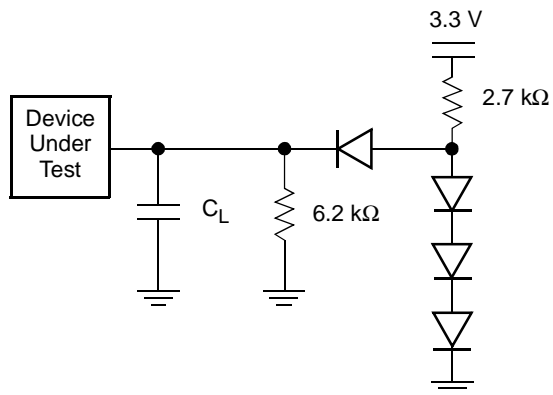 3.3 V
2.7 kΩ
Device
Under
Test
C_L
6.2 kΩ